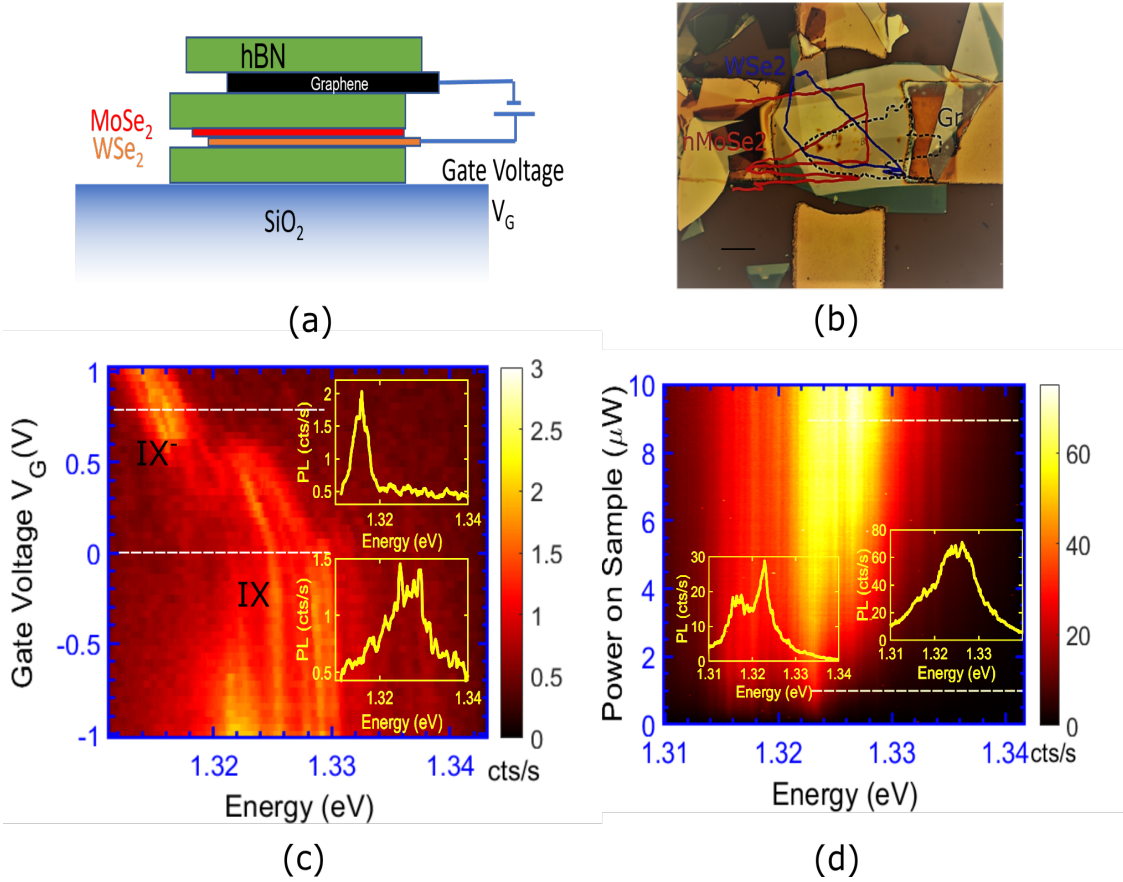 hBN
Graphene
MoSe2
WSe2
Gate Voltage
VG
SiO2
(a)
WSe2
hMoSe2
Gr
(b)
1
0.5
0
-0.5
-1
Gate Voltage VG(V)
IX-
IX
1.32
1.33
1.34
Energy (eV)
cts/s
3
2.5
2
1.5
1
0.5
0
PL (cts/s)
2
1.5
1
0.5
1.32
1.34
Energy (eV)
PL (cts/s)
1.5
1
0.5
1.32
1.34
Energy (eV)
(c)
10
8
6
4
2
0
Power on Sample (μW)
1.31
1.32
1.33
1.34
Energy (eV)
cts/s
60
40
20
0
PL (cts/s)
30
20
10
0
1.31
1.32
1.33
1.34
Energy (eV)
PL (cts/s)
80
60
40
20
0
1.31
1.32
1.33
Energy (eV)
(d)